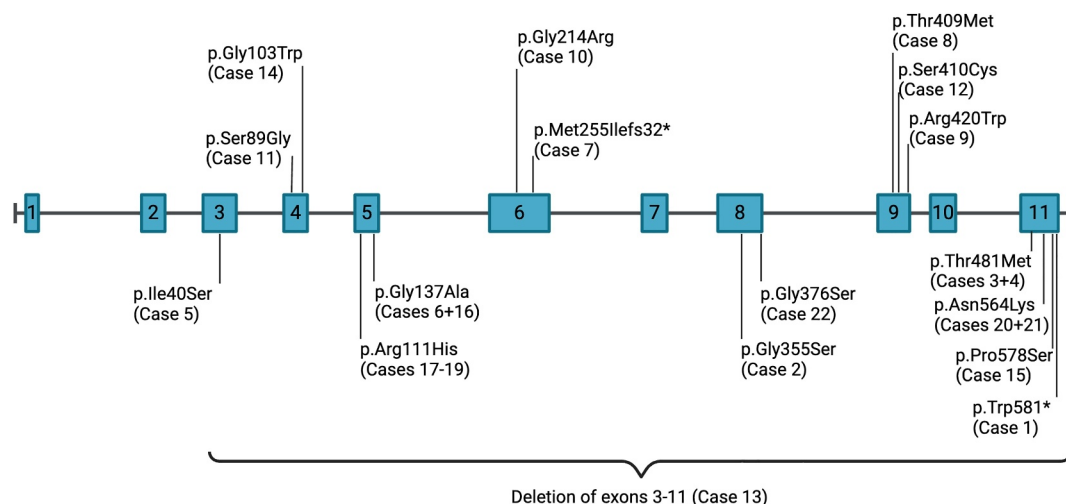 p.Thr409Met
(Case 8)
p.Gly214Arg
(Case 10)
p.Gly103Trp
(Case 14)
p.Ser410Cys
(Case 12)
p.Arg420Trp
(Case 9)
p.Met255Ilefs32*
(Case 7)
p.Ser89Gly
(Case 11)
1
2
3
4
5
6
7
8
9
10
11
p.Ile40Ser
(Case 5)
p.Gly137Ala
(Cases 6+16)
p.Arg111His
(Cases 17-19)
p.Gly376Ser
(Case 22)
p.Gly355Ser
(Case 2)
p.Thr481Met
(Cases 3+4)
p.Asn564Lys
(Cases 20+21)
p.Pro578Ser
(Case 15)
p.Trp581*
(Case 1)
Deletion of exons 3-11 (Case 13)